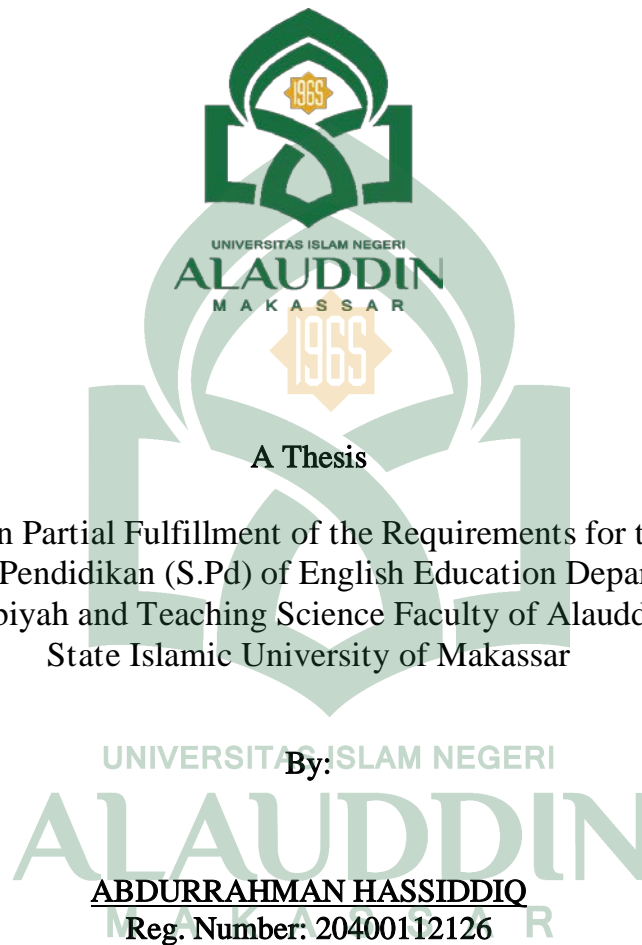 1965
UNIVERSITAS ISLAM NEGERI
ALAUDDIN
MAKASSAR
1965
A Thesis
n Partial Fulfillment of the Requirements for t
Pendidikan (S.Pd) of English Education Depar
biyah and Teaching Science Faculty of Alaudd
State Islamic University of Makassar
UNIVERSITAS ISLAM NEGERI
By:
ALAUDDIN
ABDURRAHMAN HASSIDDIQ
MAKASSAR
Reg. Number: 20400112126